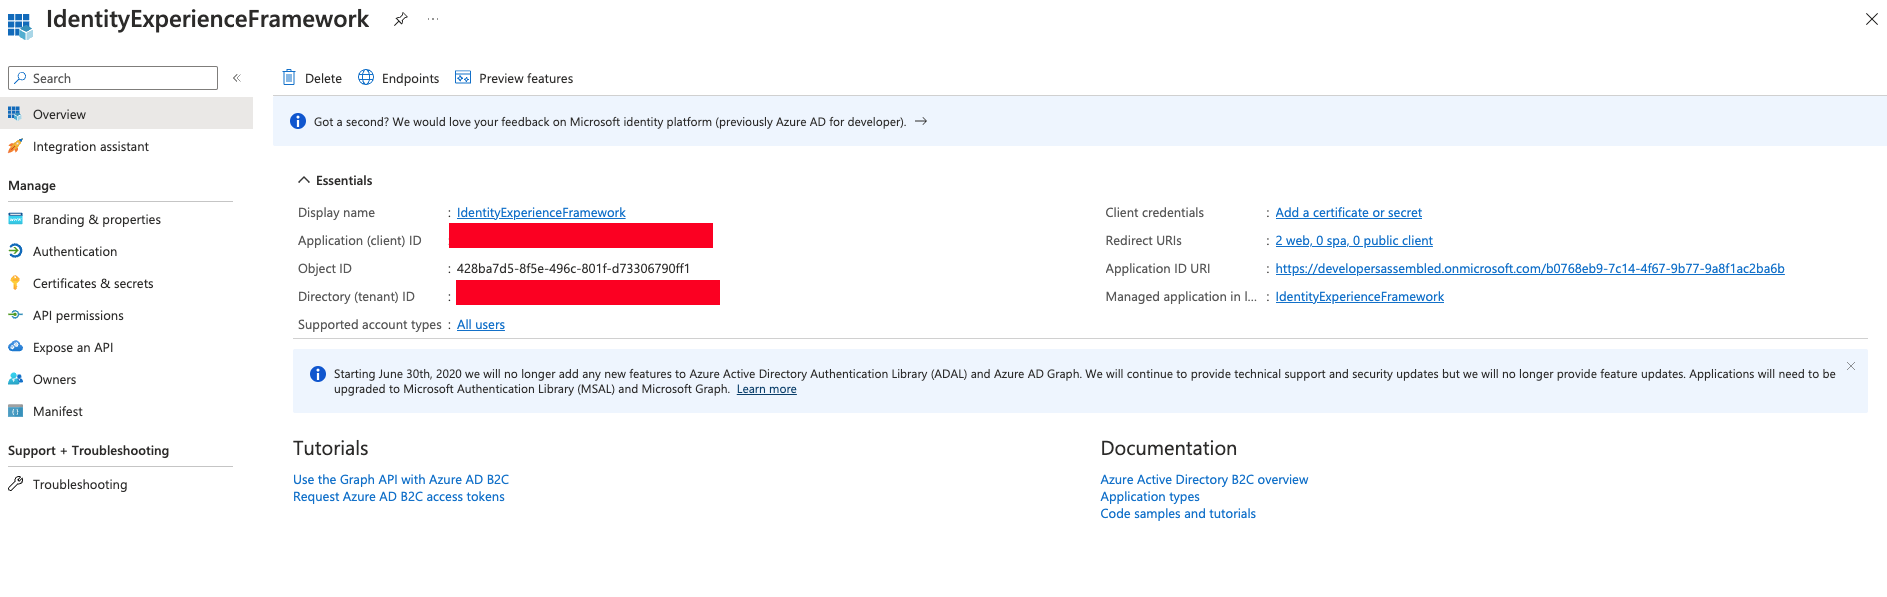 IdentityExperienceFramework
Search
Overview
Integration assistant
Manage
Branding & properties
Authentication
Certificates & secrets
API permissions
Expose an API
Owners
Manifest
Support + Troubleshooting
Troubleshooting
Delete Endpoints Preview features
Got a second? We would love your feedback on Microsoft identity platform (previously Azure AD for developer). →
Essentials
Display name : IdentityExperienceFramework
Application (client) ID
Object ID : 428ba7d5-8f5e-496c-801f-d73306790ff1
Directory (tenant) ID :
Supported account types : All users
Client credentials : Add a certificate or secret
Redirect URIs : 2 web, 0 spa, 0 public client
Application ID URI : https://developersassembled.onmicrosoft.com/b0768eb9-7c14-4f67-9b77-9a8f1ac2ba6b
Managed application in l... : IdentityExperienceFramework
Starting June 30th, 2020 we will no longer add any new features to Azure Active Directory Authentication Library (ADAL) and Azure AD Graph. We will continue to provide technical support and security updates but we will no longer provide feature updates. Applications will need to be
upgraded to Microsoft Authentication Library (MSAL) and Microsoft Graph. Learn more
Tutorials
Use the Graph API with Azure AD B2C
Request Azure AD B2C access tokens
Documentation
Azure Active Directory B2C overview
Application types
Code samples and tutorials